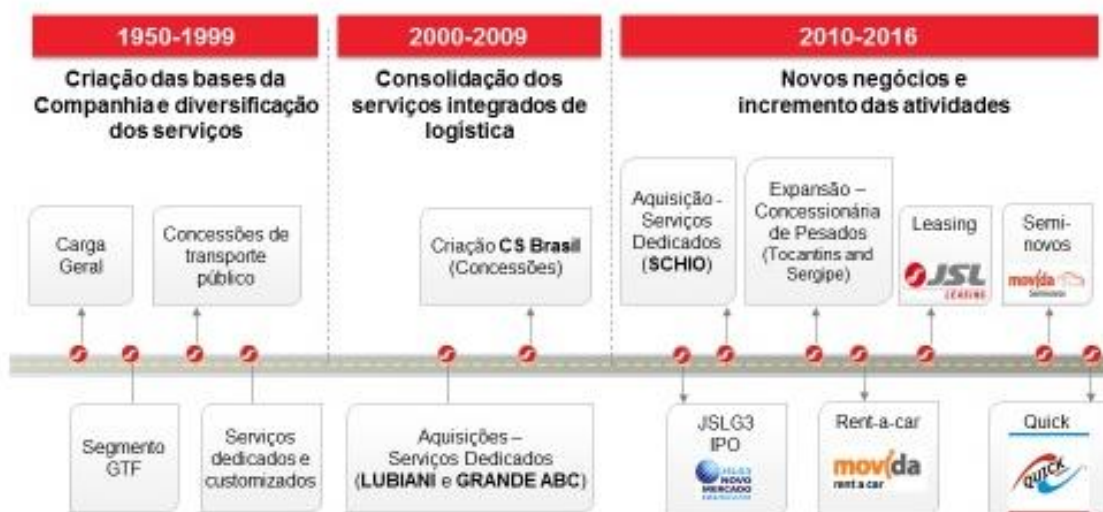 1950-1999
Criação das bases da
Companhia e diversificação
dos serviços
2000-2009
Consolidação dos
serviços integrados de
logística
2010-2016
Novos negócios e
incremento das atividades
Carga
Geral
Concessões de
transporte
público
Criação CS Brasil
(Concessões)
Aquisição -
Serviços
Dedicados
(SCHIO)
Expansão –
Concessionária
de Pesados
(Tocantins and
Sergipe)
Leasing
JSL
LEASING
Semi-
novos
movida
Seminovos
Segmento
GTF
Serviços
dedicados e
customizados
Aquisições –
Serviços Dedicados
(LUBIANI e GRANDE ABC)
JSLG3
IPO
JSLG3
NOVO
MERCADO
Rent-a-car
movida
rent a car
Quick
QUICK